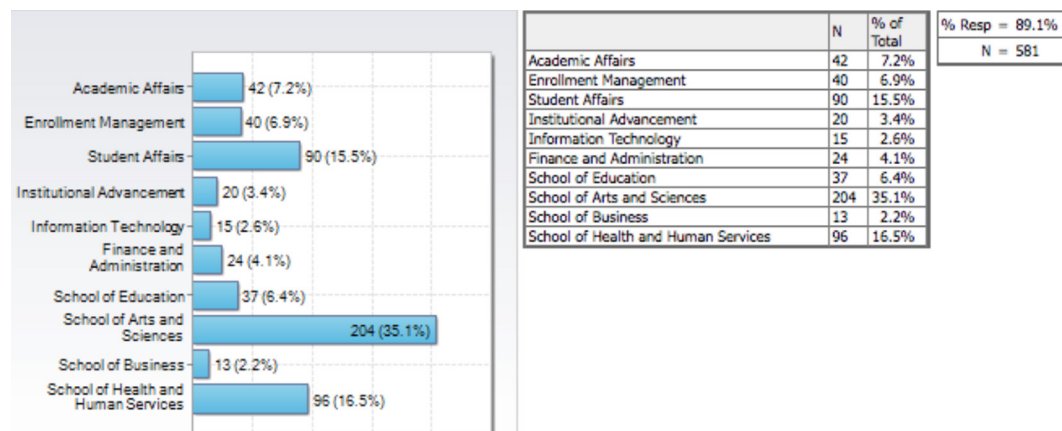 Academic Affairs 42 (7.2%)
Enrollment Management 40 (6.9%)
Student Affairs 90 (15.5%)
Institutional Advancement 20 (3.4%)
Information Technology 15 (2.6%)
Finance and
Administration 24 (4.1%)
School of Education 37 (6.4%)
School of Arts and
Sciences 204 (35.1%)
School of Business 13 (2.2%)
School of Health and
Human Services 96 (16.5%)
N % of
Total
Academic Affairs 42 7.2%
Enrollment Management 40 6.9%
Student Affairs 90 15.5%
Institutional Advancement 20 3.4%
Information Technology 15 2.6%
Finance and Administration 24 4.1%
School of Education 37 6.4%
School of Arts and Sciences 204 35.1%
School of Business 13 2.2%
School of Health and Human Services 96 16.5%
% Resp = 89.1%
N = 581